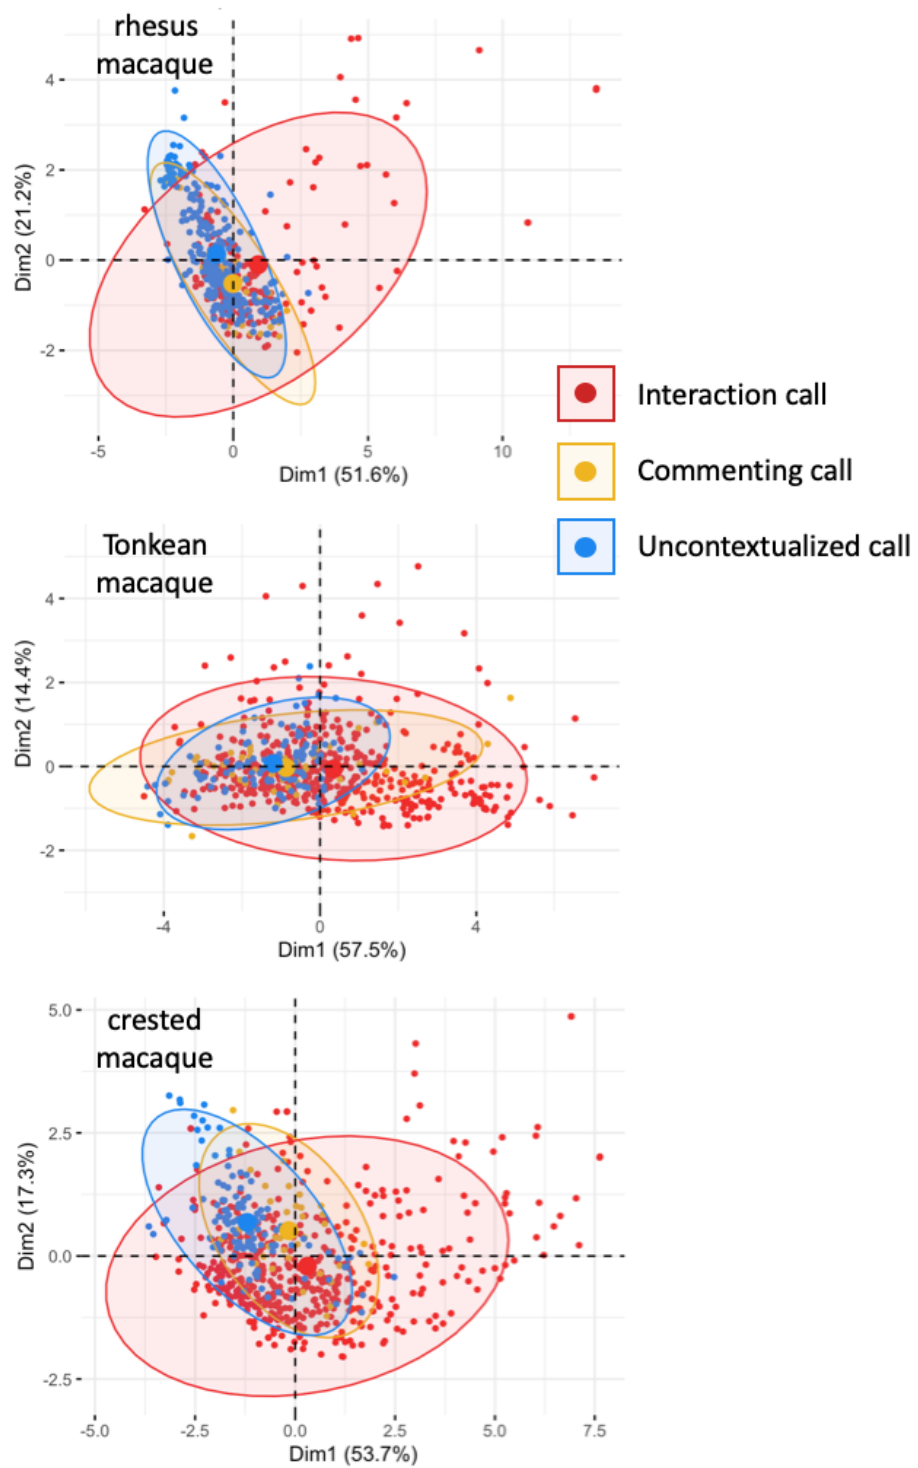 rhesus
macaque
4
2
0
-2
Dim2 (21.2%)
-5
0
5
10
Dim1 (51.6%)
Interaction call
Commenting call
Uncontextualized call
Tonkean
macaque
4
2
0
-2
Dim2 (14.4%)
-4
0
4
Dim1 (57.5%)
crested
macaque
5.0
2.5
0.0
-2.5
Dim2 (17.3%)
-5.0
-2.5
0.0
2.5
5.0
7.5
Dim1 (53.7%)